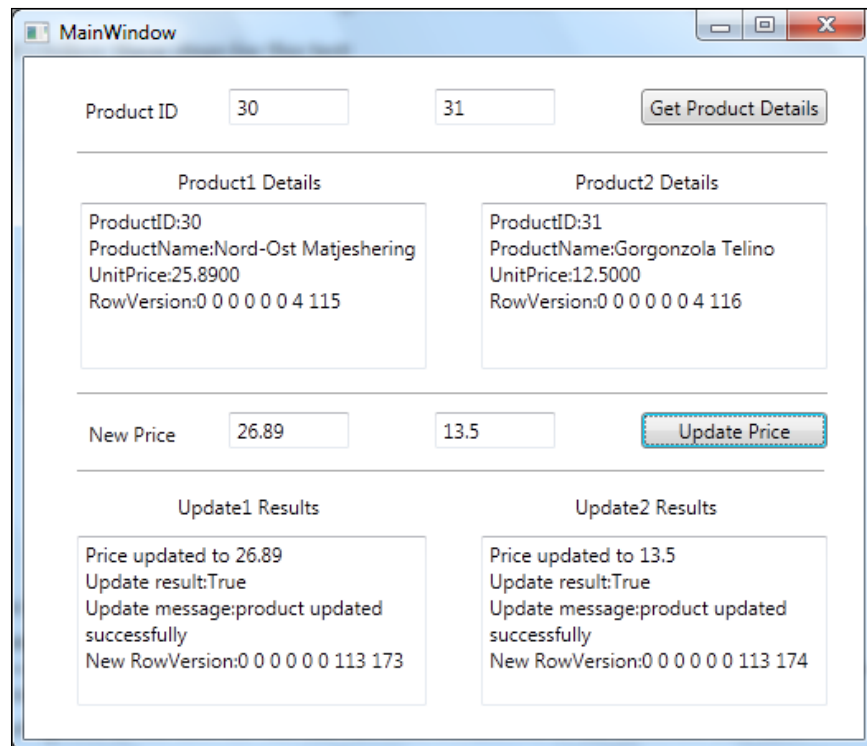 MainWindow
Product ID 30 31 Get Product Details
Product1 Details Product2 Details
ProductID:30
ProductName:Nord-Ost Matjeshering
UnitPrice:25.8900
RowVersion:0 0 0 0 0 0 4 115
ProductID:31
ProductName:Gorgonzola Telino
UnitPrice:12.5000
RowVersion:0 0 0 0 0 0 4 116
New Price 26.89 13.5 Update Price
Update1 Results Update2 Results
Price updated to 26.89
Update result:True
Update message:product updated
successfully
New RowVersion:0 0 0 0 0 0 113 173
Price updated to 13.5
Update result:True
Update message:product updated
successfully
New RowVersion:0 0 0 0 0 0 113 174